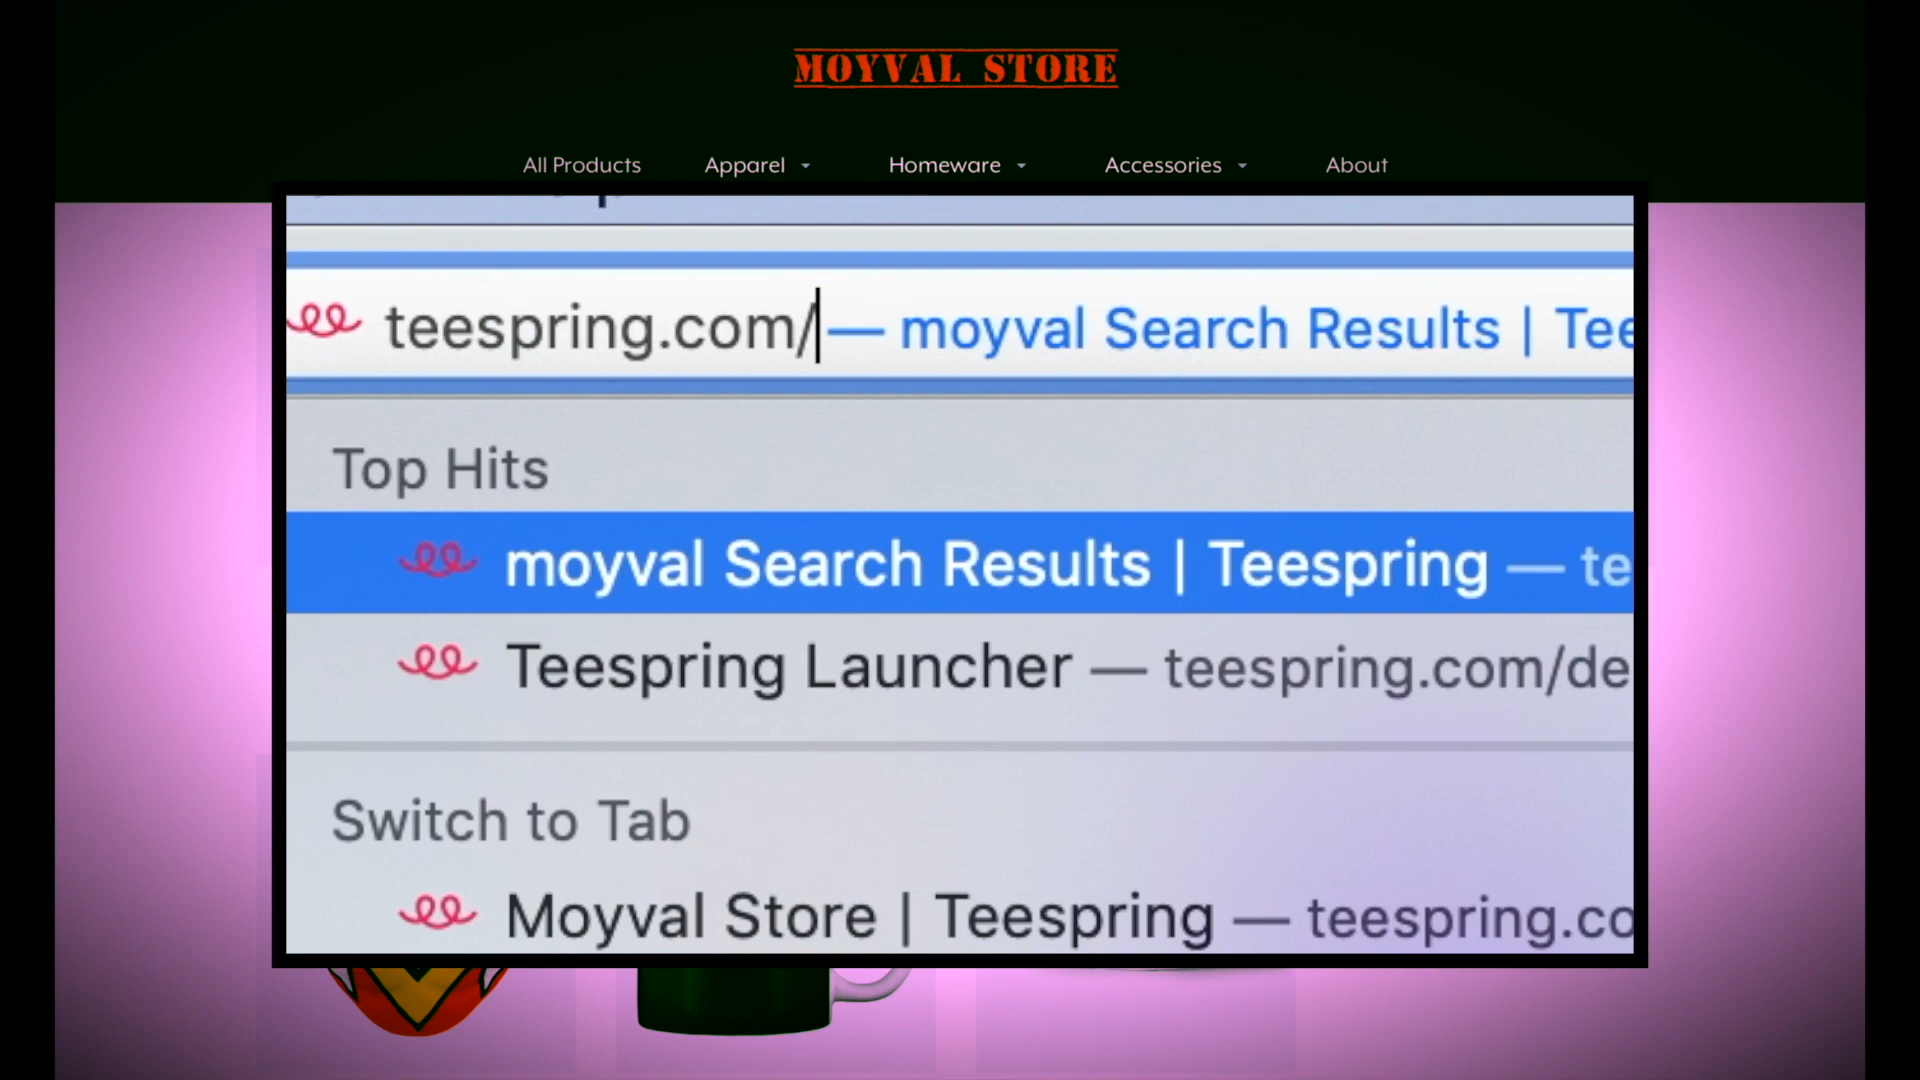 MOYVAL STORE
All Products Apparel Homeware Accessories About
teespring.com/ — moyval Search Results | Tee
Top Hits
moyval Search Results | Teespring — te
Teespring Launcher — teespring.com/de
Switch to Tab
Moyval Store | Teespring — teespring.co